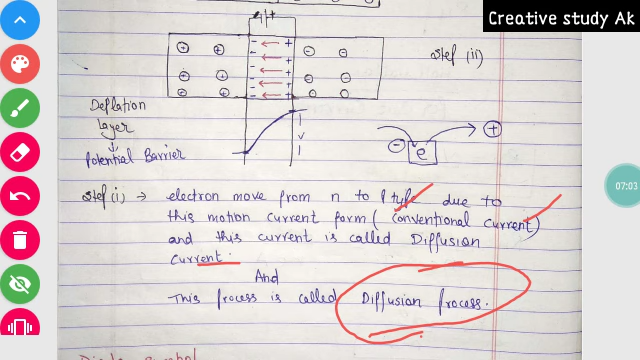 Creative study Ak
step (ii)
Deflation
Layer
Potential Barrier
V
e
07:03
step (i) → electron move from n to P type due to
this motion current form ( conventional current)
and this current is called Diffusion
current.
And
This process is called Diffusion process.